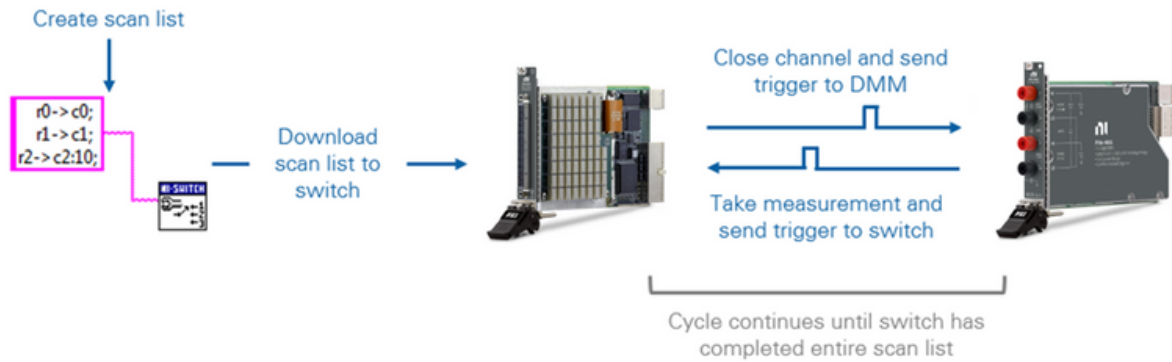 Create scan list
r0->c0;
r1->c1;
r2->c2:10;
NI-SWITCH
Download
scan list to
switch
Close channel and send
trigger to DMM
Take measurement and
send trigger to switch
Cycle continues until switch has
completed entire scan list